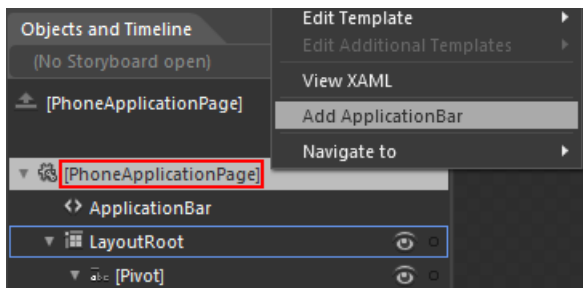 Objects and Timeline
(No Storyboard open)
[PhoneApplicationPage]
Edit Template
Edit Additional Templates
View XAML
Add ApplicationBar
Navigate to
[PhoneApplicationPage]
ApplicationBar
LayoutRoot
a̅b̲c [Pivot]